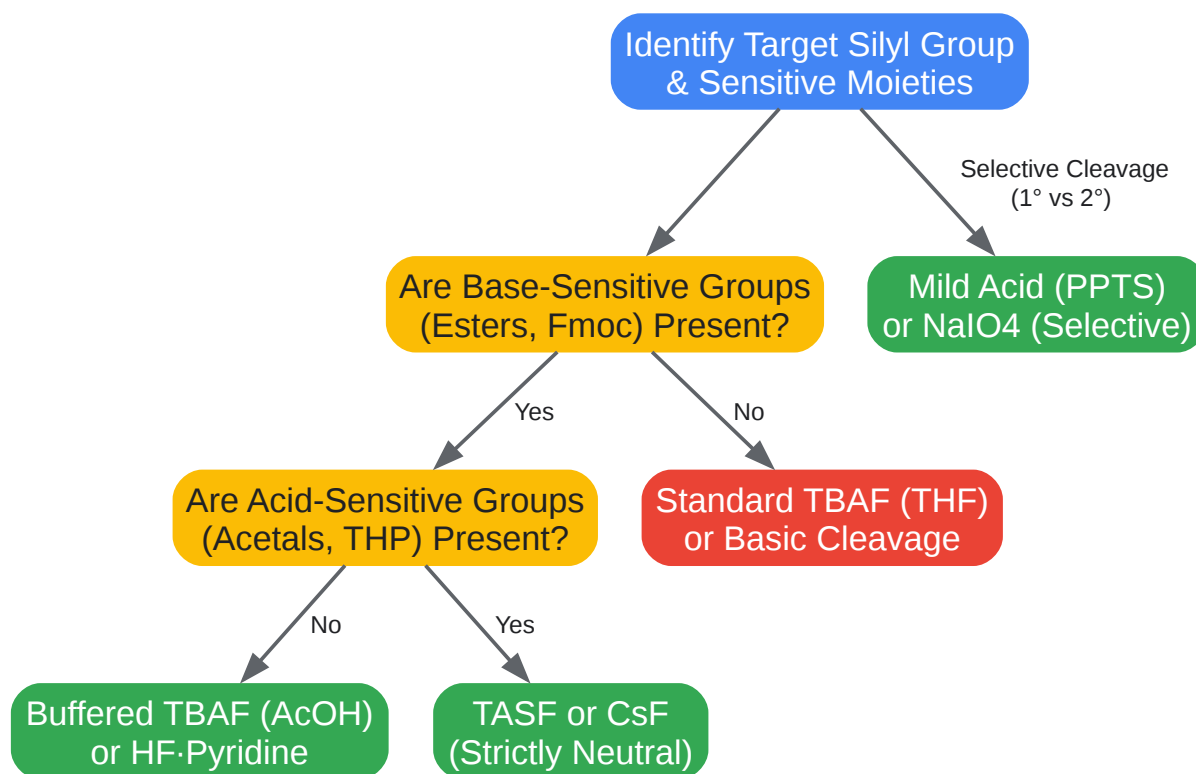 Identify Target Silyl Group
& Sensitive Moieties
Selective Cleavage
(1° vs 2°)
Are Base-Sensitive Groups
(Esters, Fmoc) Present?
Mild Acid (PPTS)
or NaIO4 (Selective)
Yes
No
Are Acid-Sensitive Groups
(Acetals, THP) Present?
Standard TBAF (THF)
or Basic Cleavage
No
Yes
Buffered TBAF (AcOH)
or HF·Pyridine
TASF or CsF
(Strictly Neutral)